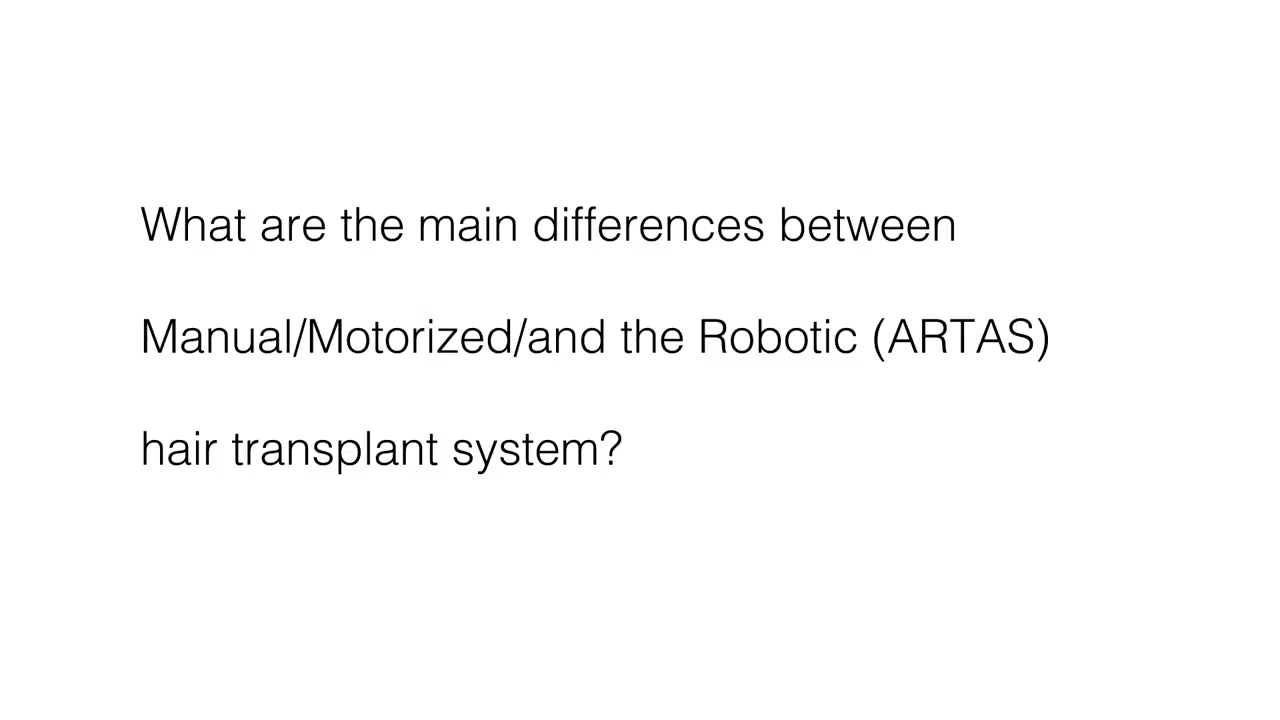 What are the main differences between
Manual/Motorized/and the Robotic (ARTAS)
hair transplant system?